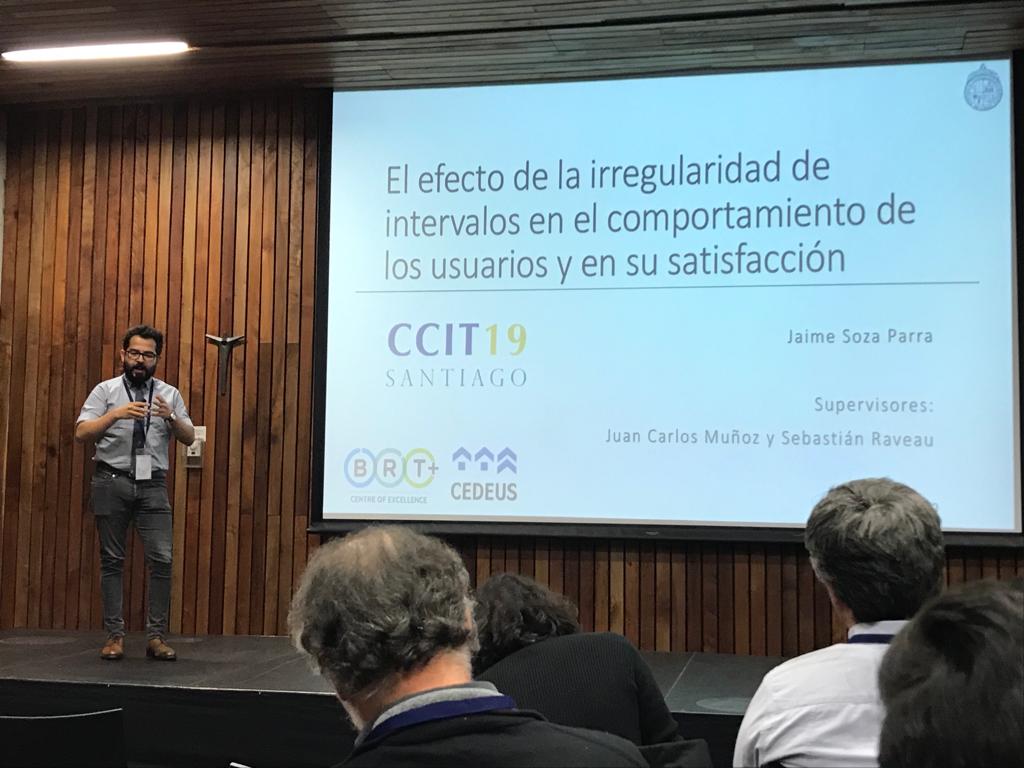 El efecto de la irregularidad de
intervalos en el comportamiento de
los usuarios y en su satisfacción
CCIT19
SANTIAGO
Jaime Soza Parra
Supervisores:
Juan Carlos Muñoz y Sebastián Raveau
BRT+
CENTRE OF EXCELLENCE
CEDEUS